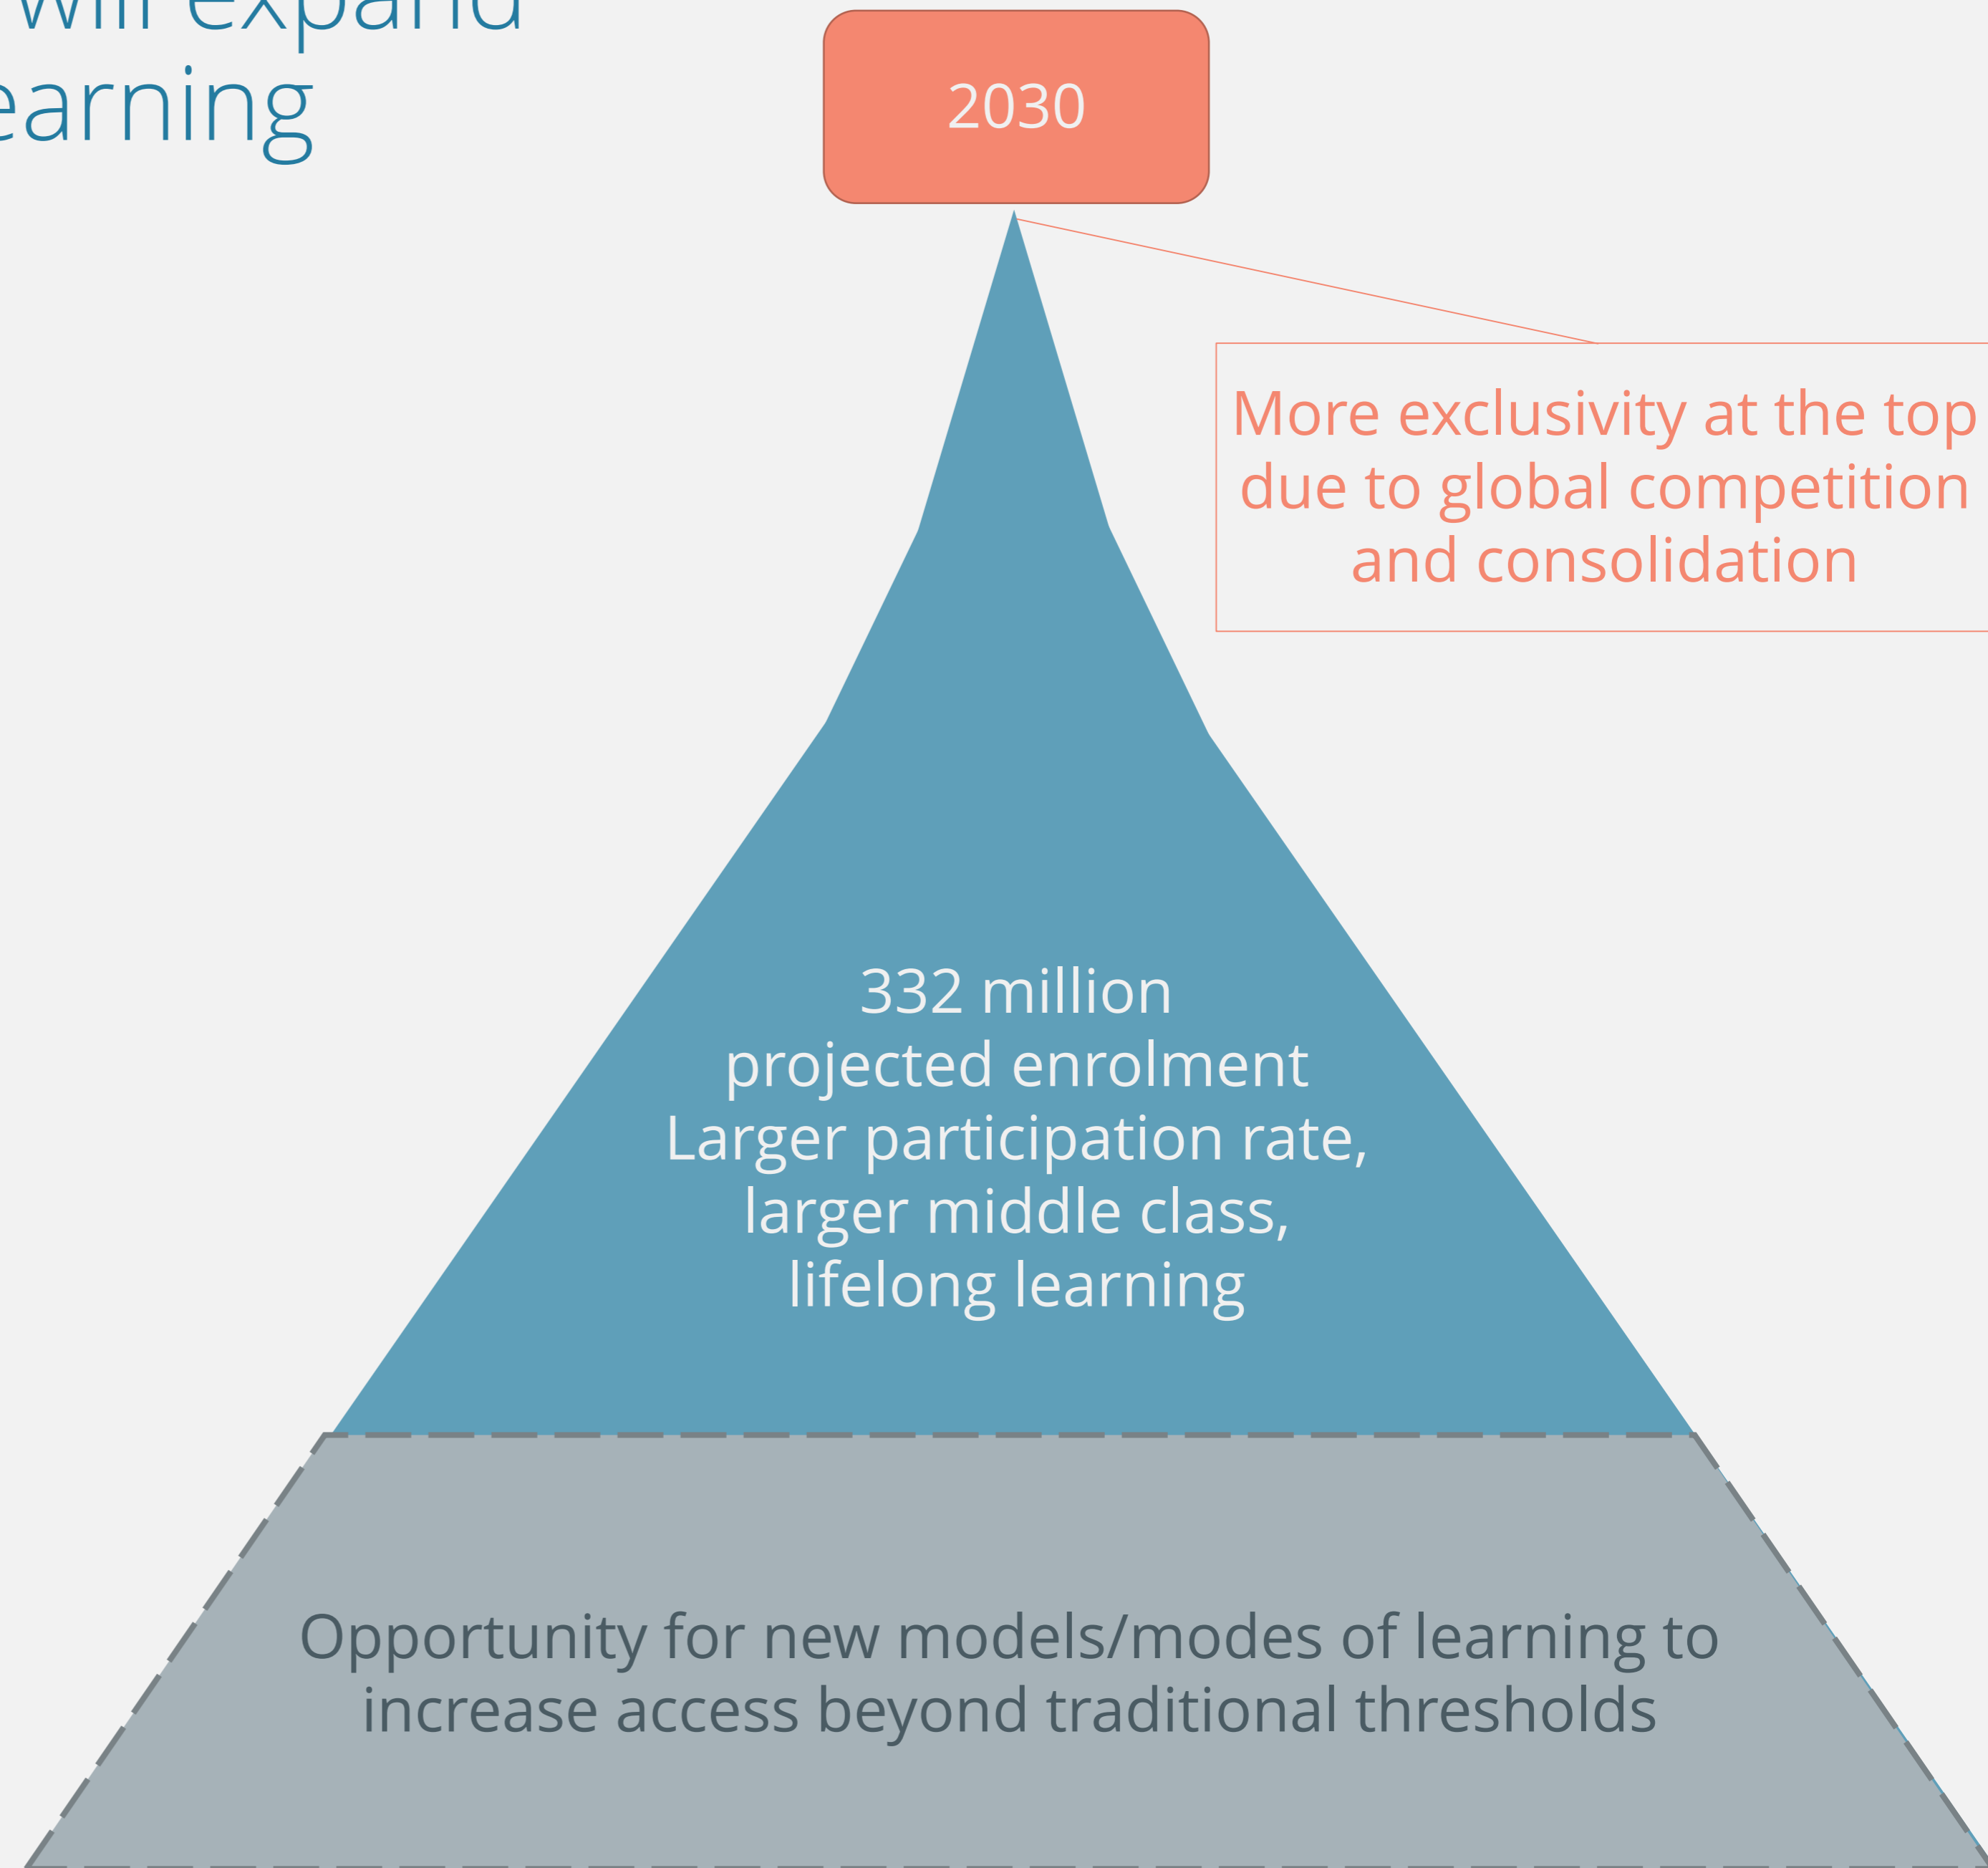 will expand
earning
2030
More exclusivity at the top
due to global competition
and consolidation
332 million
projected enrolment
Larger participation rate,
larger middle class,
lifelong learning
Opportunity for new models/modes of learning to
increase access beyond traditional thresholds